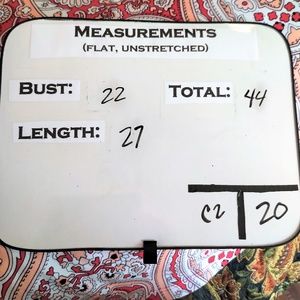 MEASUREMENTS
(FLAT, UNSTRETCHED)
BUST: 22 TOTAL: 44
LENGTH: 27
C2 20